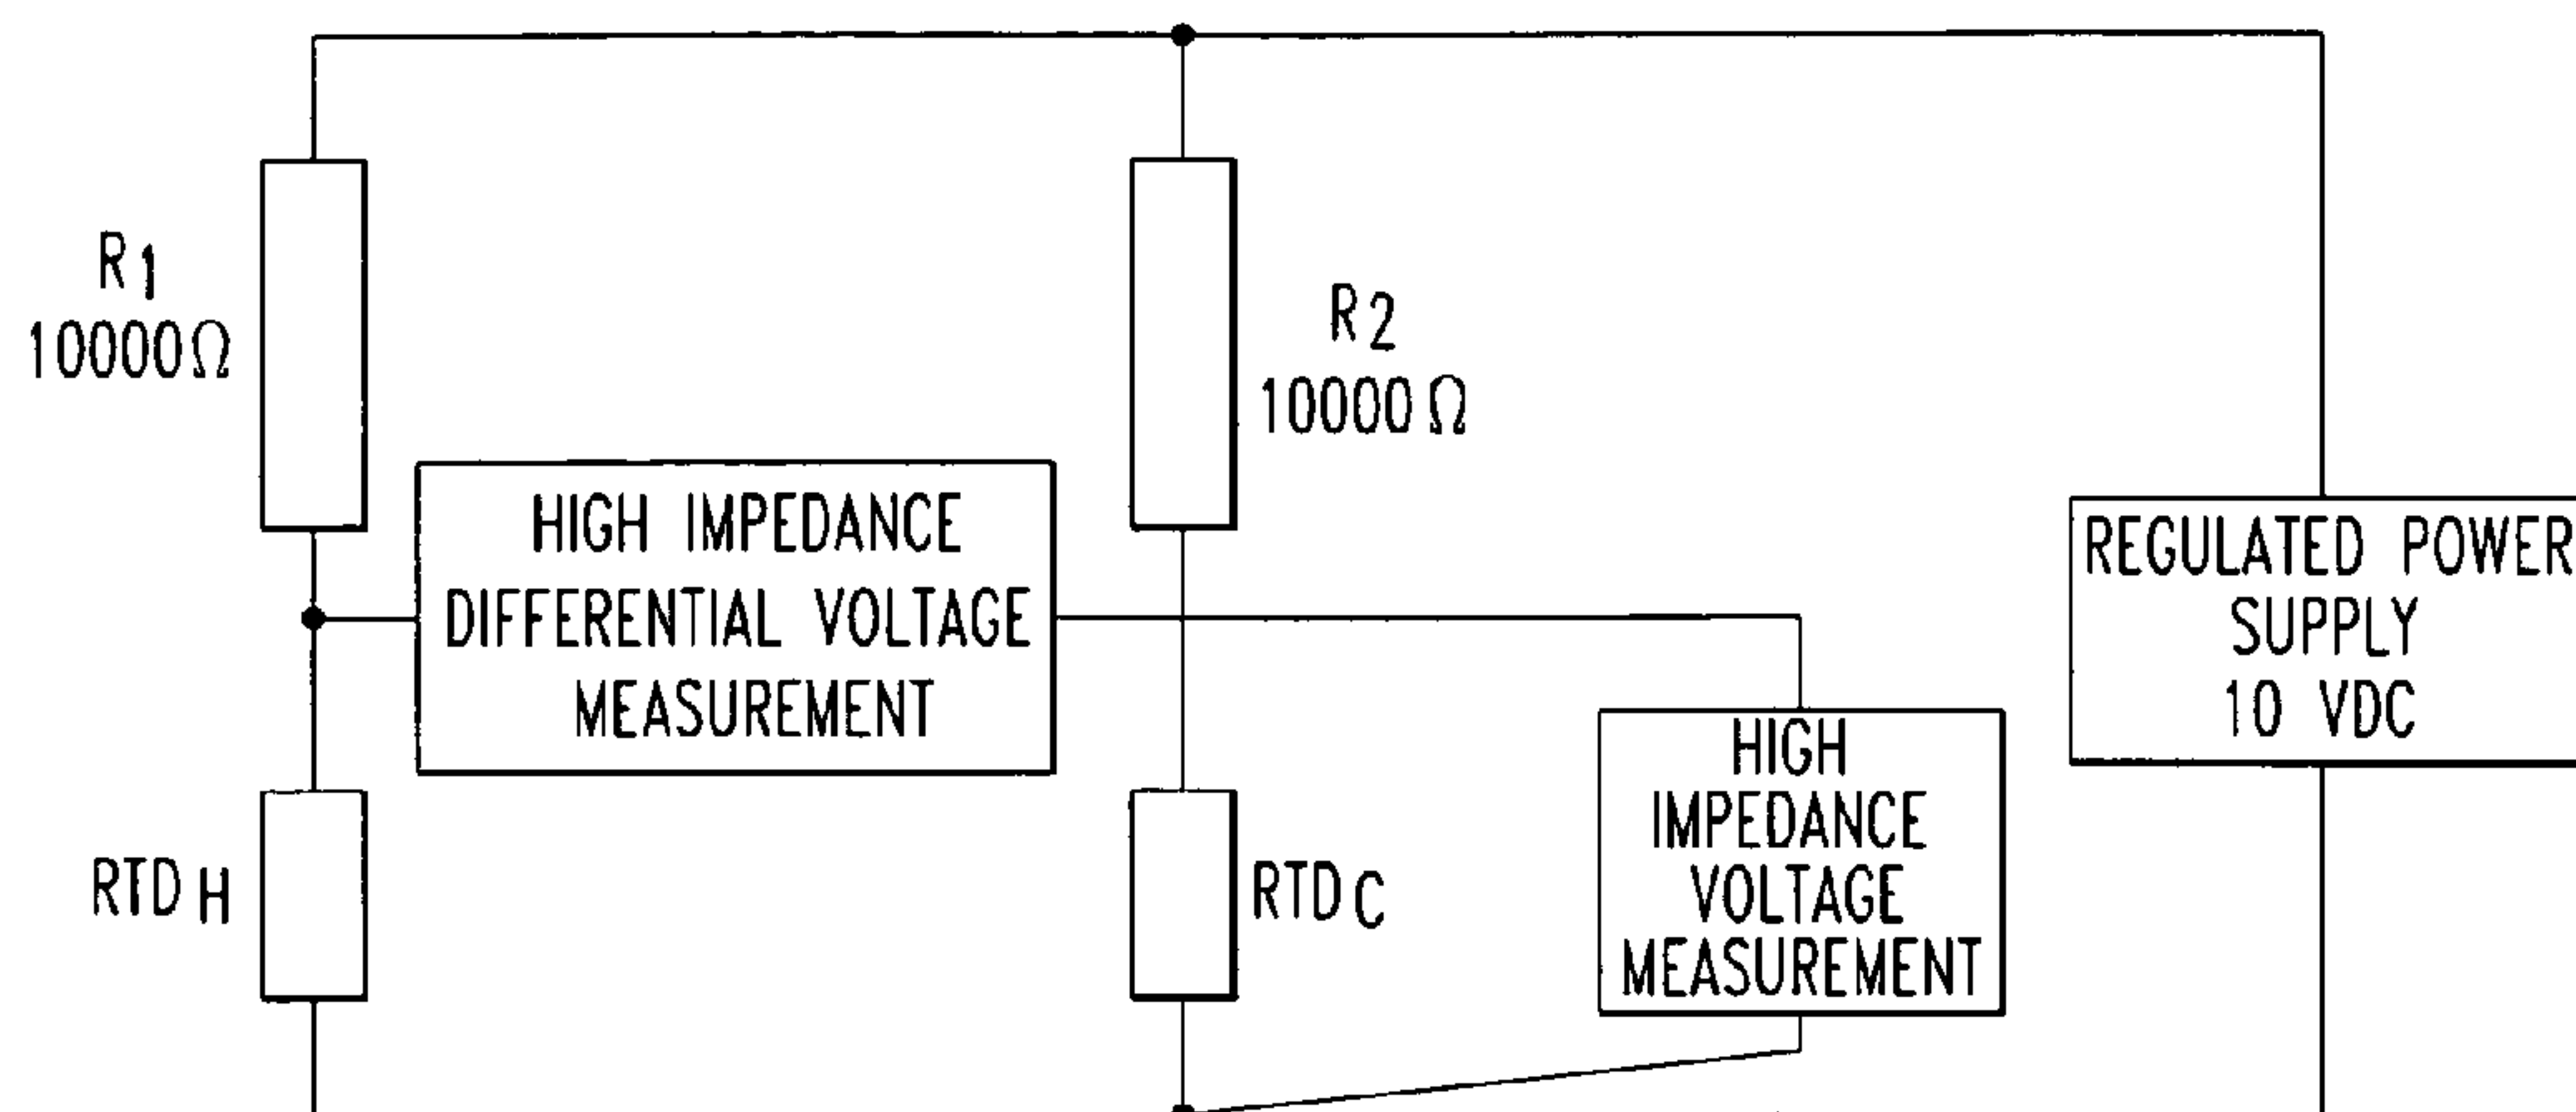 R1
10000Ω
R2
10000Ω
HIGH IMPEDANCE
DIFFERENTIAL VOLTAGE
MEASUREMENT
REGULATED POWER
SUPPLY
10 VDC
HIGH
IMPEDANCE
VOLTAGE
MEASUREMENT
RTD H
RTD C